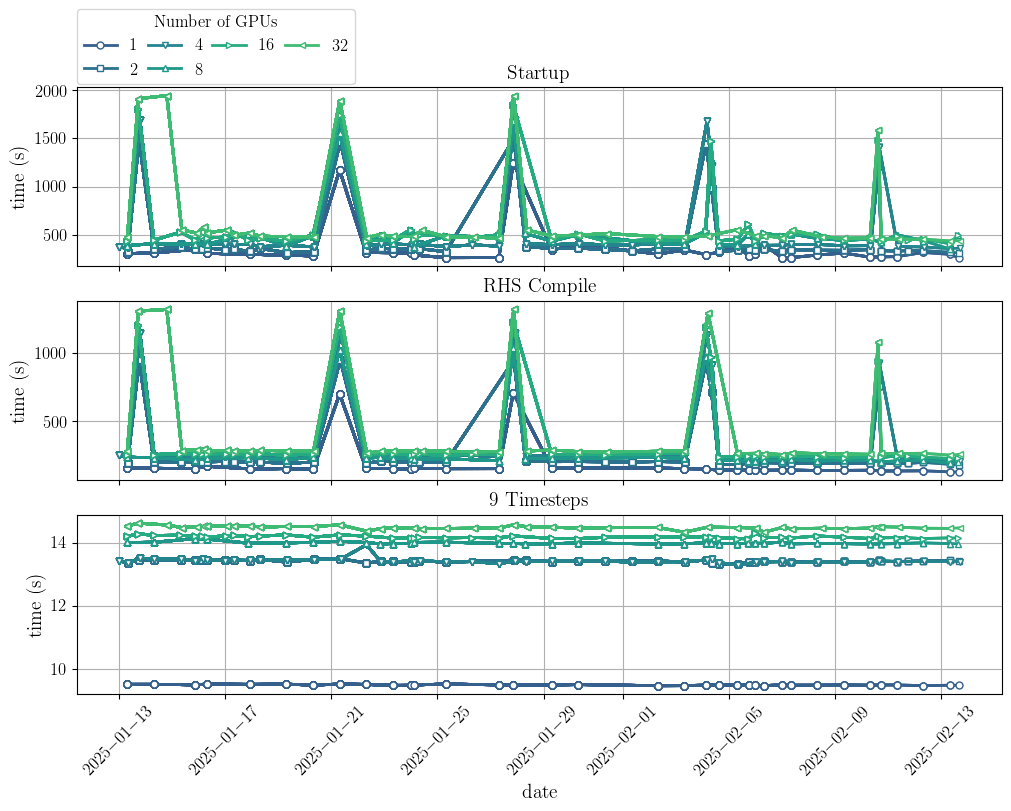 Number of GPUs
1 4 16 32
2 8
Startup
2000
1500
1000
500
time (s)
RHS Compile
1000
500
time (s)
9 Timesteps
14
12
10
time (s)
2025−01−13 2025−01−17 2025−01−21 2025−01−25 2025−01−29 2025−02−01 2025−02−05 2025−02−09 2025−02−13
date